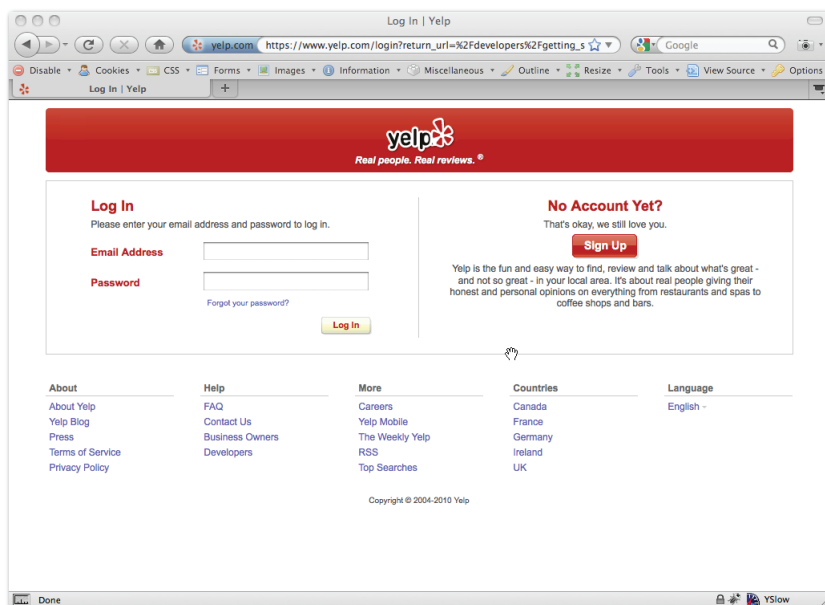 Log In | Yelp
yelp.com https://www.yelp.com/login?return_url=%2Fdevelopers%2Fgetting_s Google
Disable Cookies CSS Forms Images Information Miscellaneous Outline Resize Tools View Source Options
Log In | Yelp +
yelp
Real people. Real reviews. ®
Log In
Please enter your email address and password to log in.
Email Address
Password
Forgot your password?
Log In
No Account Yet?
That's okay, we still love you.
Sign Up
Yelp is the fun and easy way to find, review and talk about what's great -
and not so great - in your local area. It's about real people giving their
honest and personal opinions on everything from restaurants and spas to
coffee shops and bars.
About
About Yelp
Yelp Blog
Press
Terms of Service
Privacy Policy
Help
FAQ
Contact Us
Business Owners
Developers
More
Careers
Yelp Mobile
The Weekly Yelp
RSS
Top Searches
Countries
Canada
France
Germany
Ireland
UK
Language
English
Copyright © 2004-2010 Yelp
Done YSlow